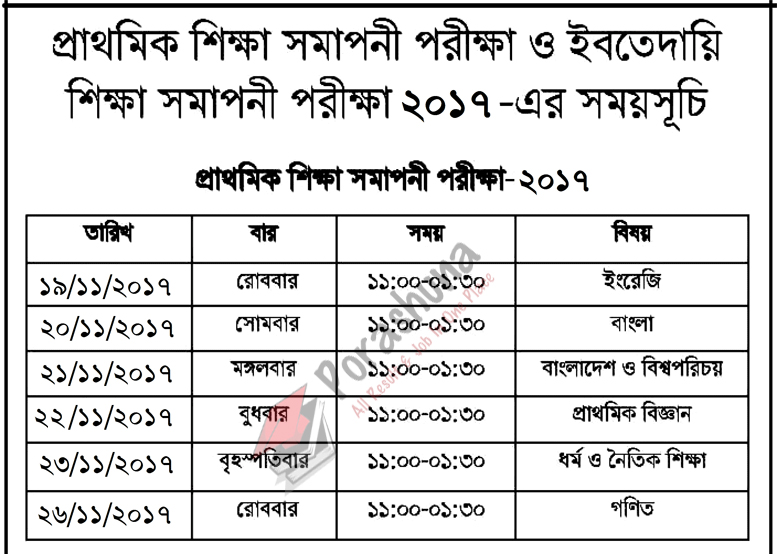 প্রাথমিক শিক্ষা সমাপনী পরীক্ষা ও ইবতেদায়ি
শিক্ষা সমাপনী পরীক্ষা ২০১৭ -এর সময়সূচি
প্রাথমিক শিক্ষা সমাপনী পরীক্ষা-২০১৭
তারিখ বার সময় বিষয়
১৯/১১/২০১৭ রোববার ১১:০০-০১:৩০ ইংরেজি
২০/১১/২০১৭ সোমবার ১১:০০-০১:৩০ বাংলা
২১/১১/২০১৭ মঙ্গলবার ১১:০০-০১:৩০ বাংলাদেশ ও বিশ্বপরিচয়
২২/১১/২০১৭ বুধবার ১১:০০-০১:৩০ প্রাথমিক বিজ্ঞান
২৩/১১/২০১৭ বৃহস্পতিবার ১১:০০-০১:৩০ ধর্ম ও নৈতিক শিক্ষা
২৬/১১/২০১৭ রোববার ১১:০০-০১:৩০ গণিত
Porashuna
All Result & Job in One Place